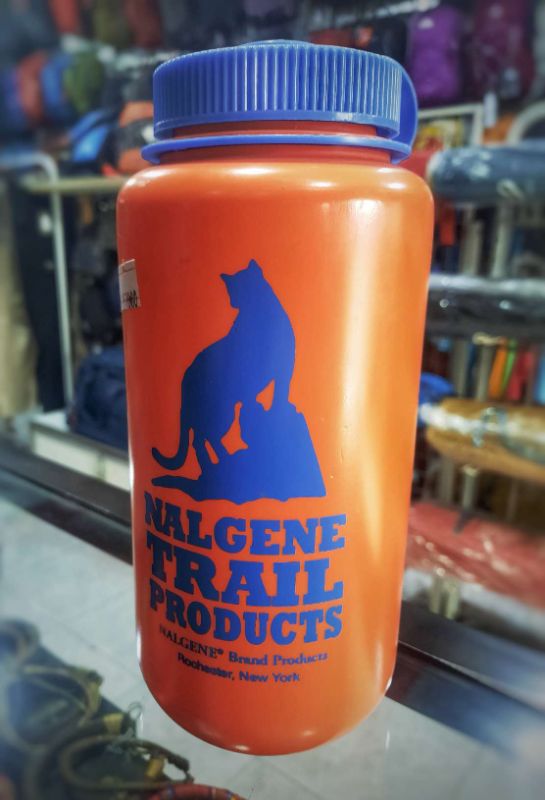 NALGENE
TRAIL
PRODUCTS
NALGENE® Brand Products
Rochester, New York